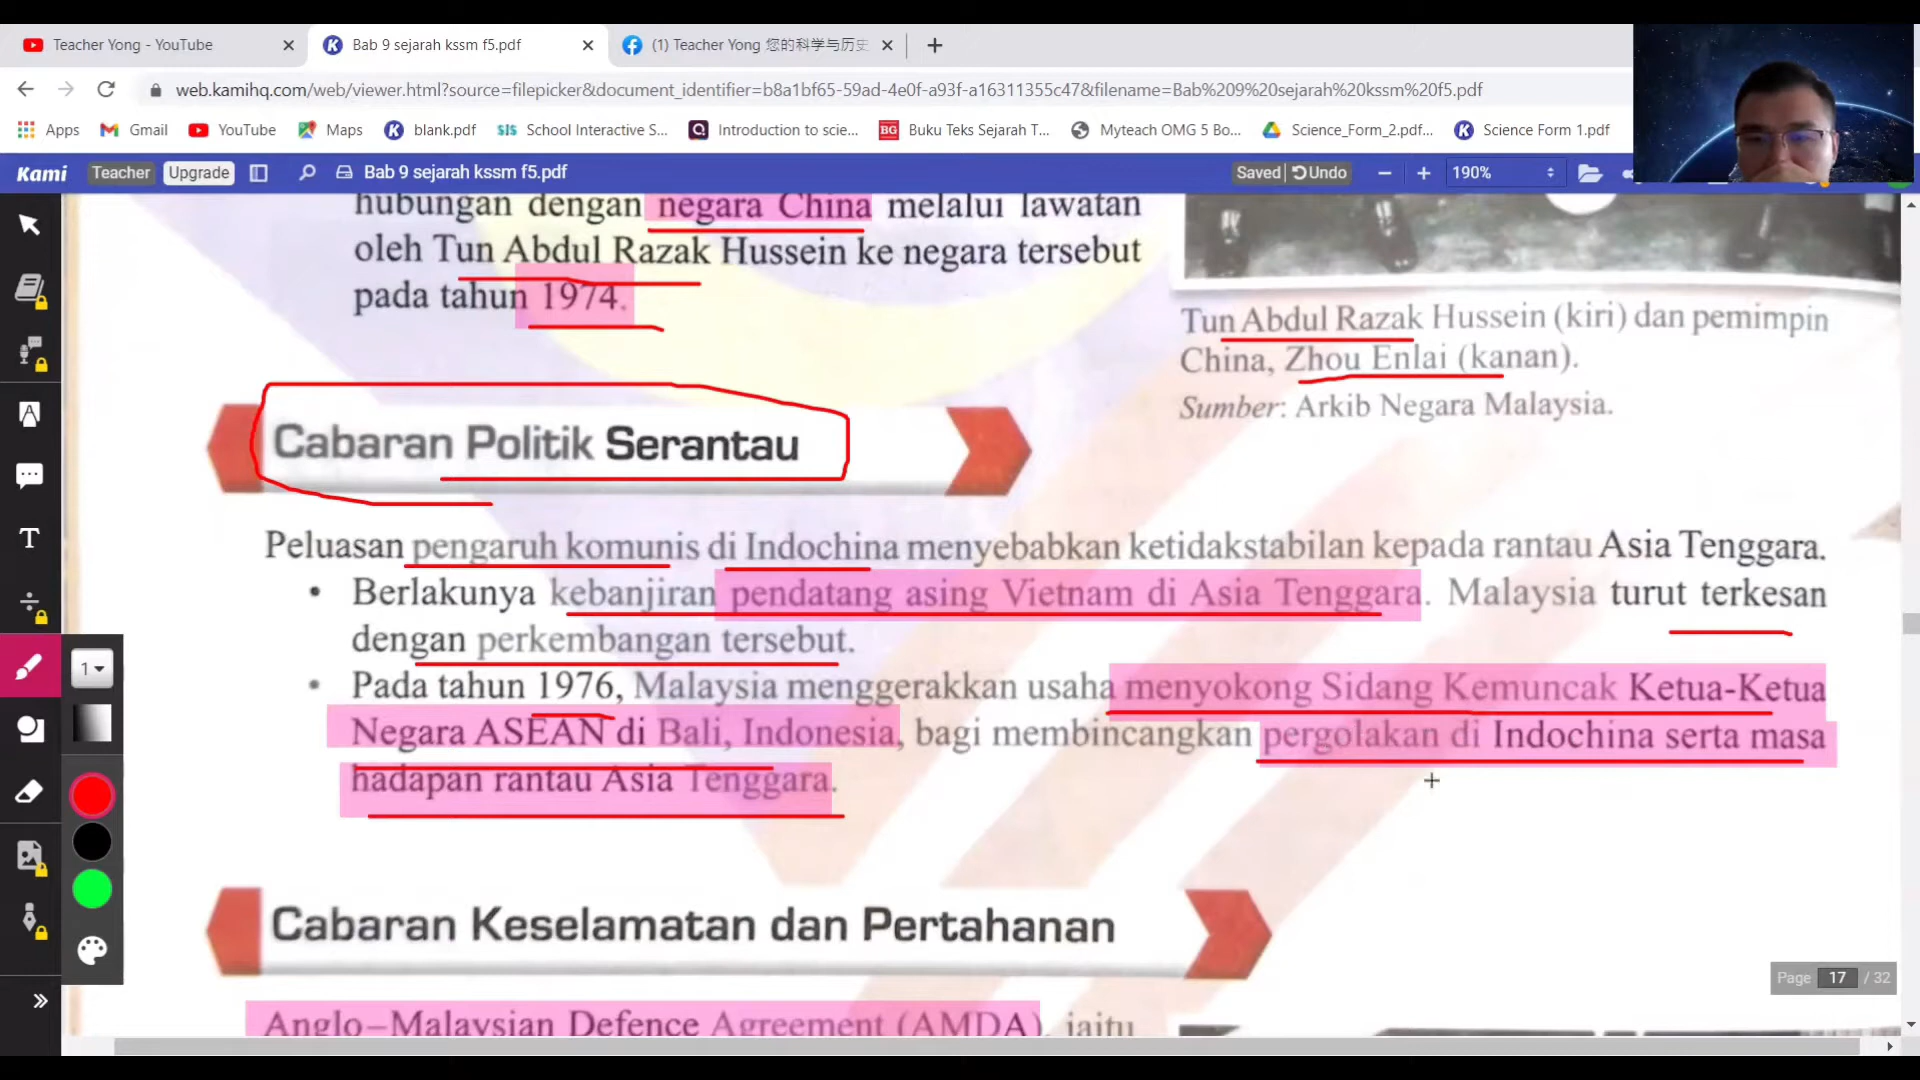 Teacher Yong - YouTube
Bab 9 sejarah kssm f5.pdf
(1) Teacher Yong 您的科学与历史
web.kamihq.com/web/viewer.html?source=filepicker&document_identifier=b8a1bf65-59ad-4e0f-a93f-a16311355c47&filename=Bab%209%20sejarah%20kssm%20f5.pdf
Apps Gmail YouTube Maps blank.pdf School Interactive S... Introduction to scie... Buku Teks Sejarah T... Myteach OMG 5 Bo... Science_Form_2.pdf... Science Form 1.pdf
Kami Teacher Upgrade Bab 9 sejarah kssm f5.pdf Saved Undo 190%
hubungan dengan negara China melalui lawatan
oleh Tun Abdul Razak Hussein ke negara tersebut
pada tahun 1974.
Tun Abdul Razak Hussein (kiri) dan pemimpin
China, Zhou Enlai (kanan).
Sumber: Arkib Negara Malaysia.
Cabaran Politik Serantau
Peluasan pengaruh komunis di Indochina menyebabkan ketidakstabilan kepada rantau Asia Tenggara.
• Berlakunya kebanjiran pendatang asing Vietnam di Asia Tenggara. Malaysia turut terkesan
dengan perkembangan tersebut.
• Pada tahun 1976, Malaysia menggerakkan usaha menyokong Sidang Kemuncak Ketua-Ketua
Negara ASEAN di Bali, Indonesia, bagi membincangkan pergolakan di Indochina serta masa
hadapan rantau Asia Tenggara.
1
Cabaran Keselamatan dan Pertahanan
Page 17 / 32
Anglo–Malaysian Defence Agreement (AMDA), iaitu